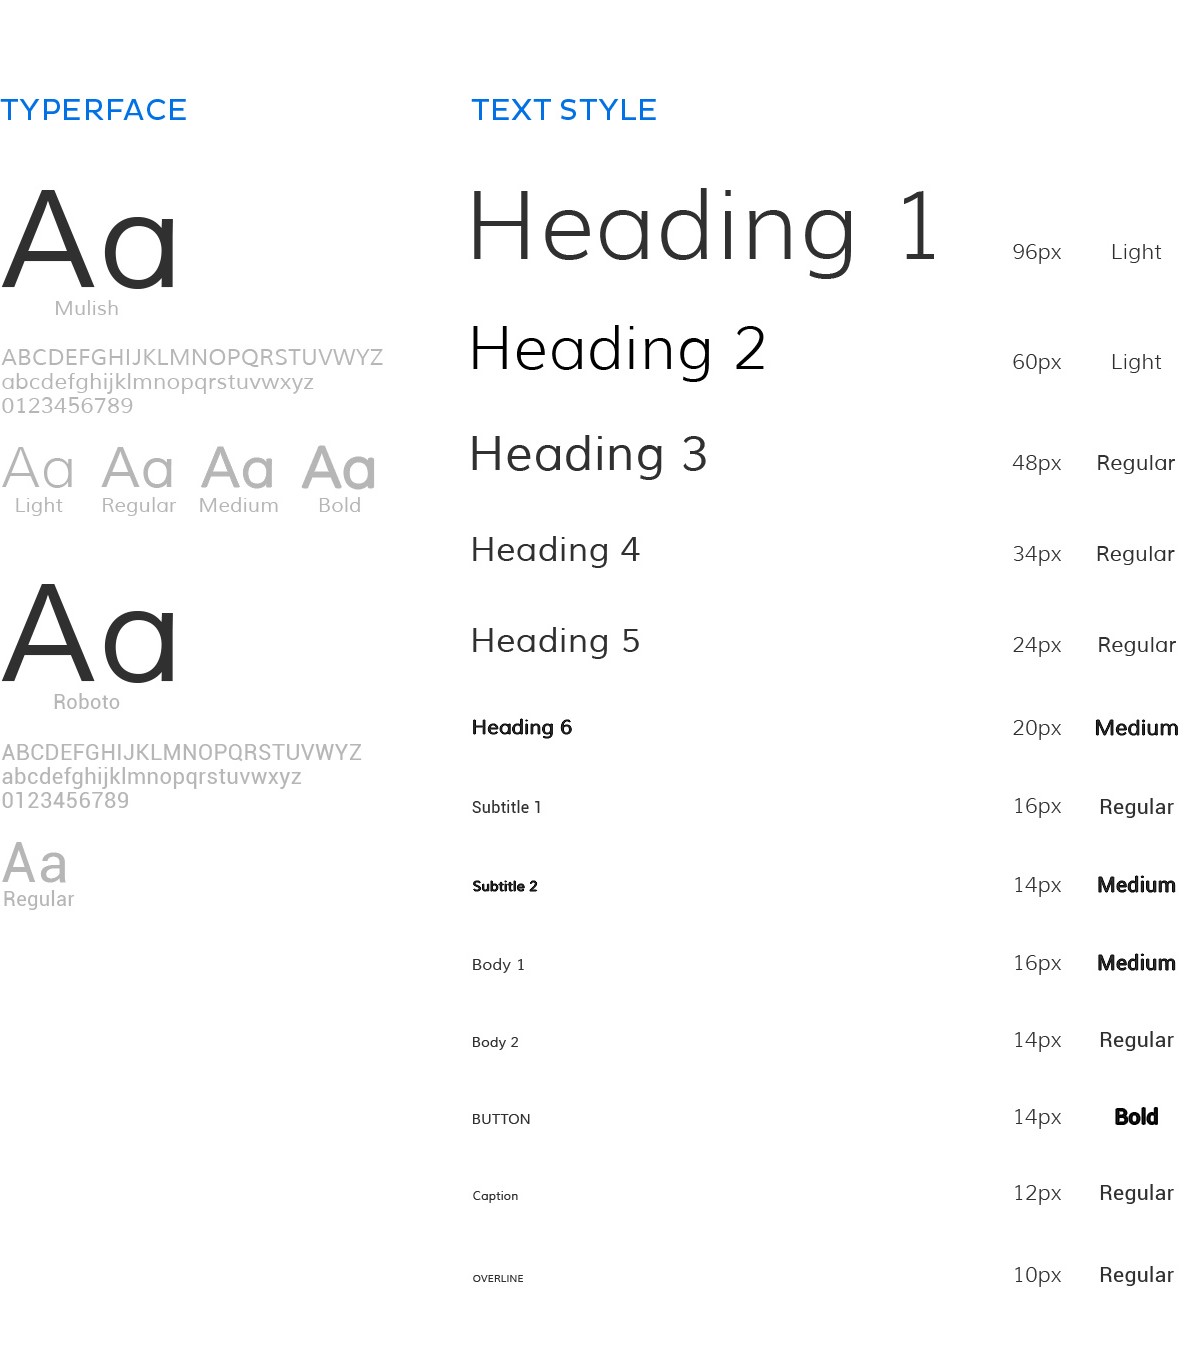 TYPERFACE
Aa
Mulish
ABCDEFGHIJKLMNOPQRSTUVWYZ
abcdefghijklmnopqrstuvwxyz
0123456789
Aa Aa Aa Aa
Light Regular Medium Bold
Aa
Roboto
ABCDEFGHIJKLMNOPQRSTUVWYZ
abcdefghijklmnopqrstuvwxyz
0123456789
Aa
Regular
TEXT STYLE
Heading 1 96px Light
Heading 2 60px Light
Heading 3 48px Regular
Heading 4 34px Regular
Heading 5 24px Regular
Heading 6 20px Medium
Subtitle 1 16px Regular
Subtitle 2 14px Medium
Body 1 16px Medium
Body 2 14px Regular
BUTTON 14px Bold
Caption 12px Regular
OVERLINE 10px Regular